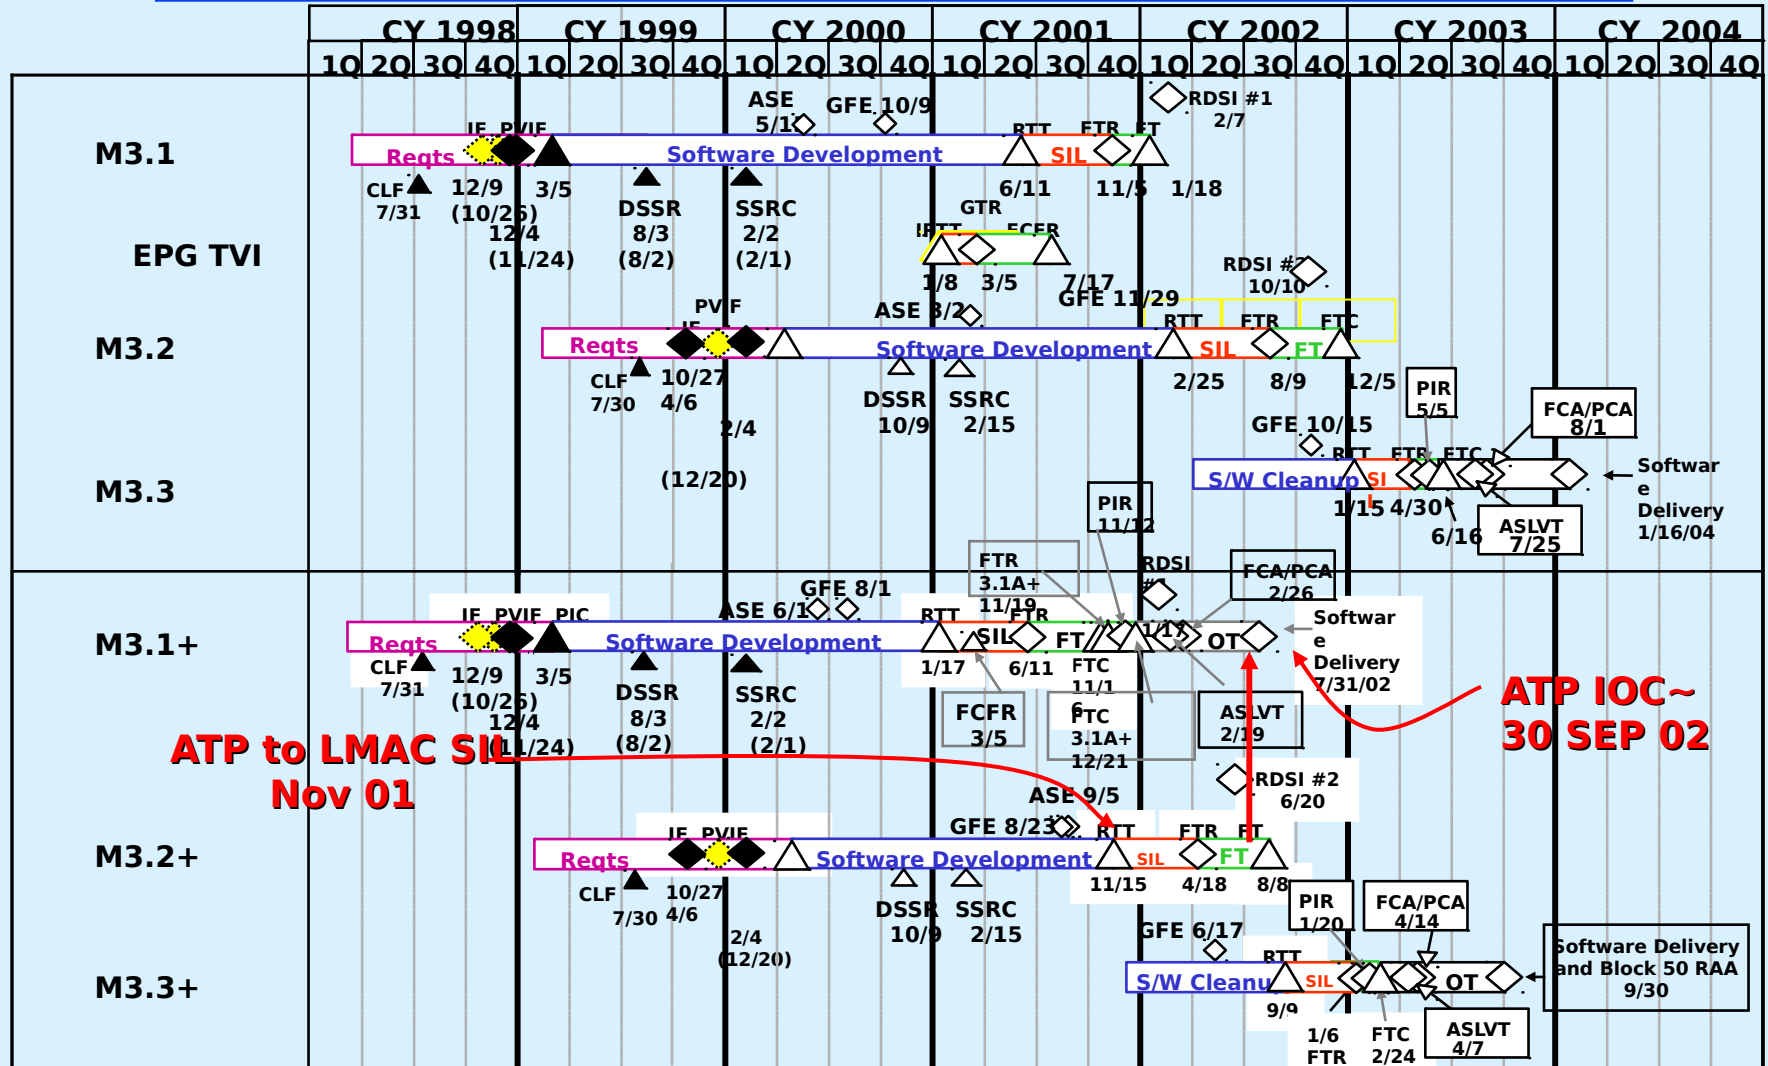 CY 1998 CY 1999 CY 2000 CY 2001 CY 2002 CY 2003 CY 2004
1Q 2Q 3Q 4Q 1Q 2Q 3Q 4Q 1Q 2Q 3Q 4Q 1Q 2Q 3Q 4Q 1Q 2Q 3Q 4Q 1Q 2Q 3Q 4Q 1Q 2Q 3Q 4Q
M3.1
IF PVIF
Reqts
CLF
7/31
12/9
(10/26)
12/4
(11/24)
3/5
Software Development
DSSR
8/3
(8/2)
SSRC
2/2
(2/1)
ASE
GFE 10/9
RTT FTR FT
SIL
6/11 11/5 1/18
RDSI #1
2/7
EPG TVI
GTR
FCFR
1/8 3/5 7/17
M3.2
PVIF
IF
Reqts
CLF
7/30
10/27
4/6
2/4
(12/20)
Software Development
DSSR
10/9
SSRC
2/15
ASE 3/2
GFE 11/29
RTT FTR FTC
SIL FT
2/25 8/9 12/5
RDSI #2
10/10
M3.3
GFE 10/15
S/W Cleanup
RTT FTR FTC
SI
L
1/15 4/30
6/16
PIR
5/5
FCA/PCA
8/1
ASLVT
7/25
Softwar
e
Delivery
1/16/04
M3.1+
IF PVIF PIC
Reqts
CLF
7/31
12/9
(10/26)
12/4
(11/24)
3/5
Software Development
DSSR
8/3
(8/2)
SSRC
2/2
(2/1)
ASE 6/1
GFE 8/1
RTT FTR
SIL FT OT
1/17 6/11
FTC
11/1
6
1/17
FTR
3.1A+
11/19
PIR
11/12
RDSI
#1
FCA/PCA
2/26
FCFR
3/5
FTC
3.1A+
12/21
ASLVT
2/19
Softwar
e
Delivery
7/31/02
ATP IOC~
30 SEP 02
ATP to LMAC SIL
Nov 01
M3.2+
IF PVIF
Reqts
CLF
7/30
10/27
4/6
2/4
(12/20)
Software Development
DSSR
10/9
SSRC
2/15
ASE 9/5
GFE 8/23
RTT FTR FT
SIL FT
11/15 4/18 8/8
RDSI #2
6/20
M3.3+
GFE 6/17
S/W Cleanup
RTT
SIL OT
9/9
1/6
FTR
FTC
2/24
PIR
1/20
FCA/PCA
4/14
ASLVT
4/7
Software Delivery
and Block 50 RAA
9/30